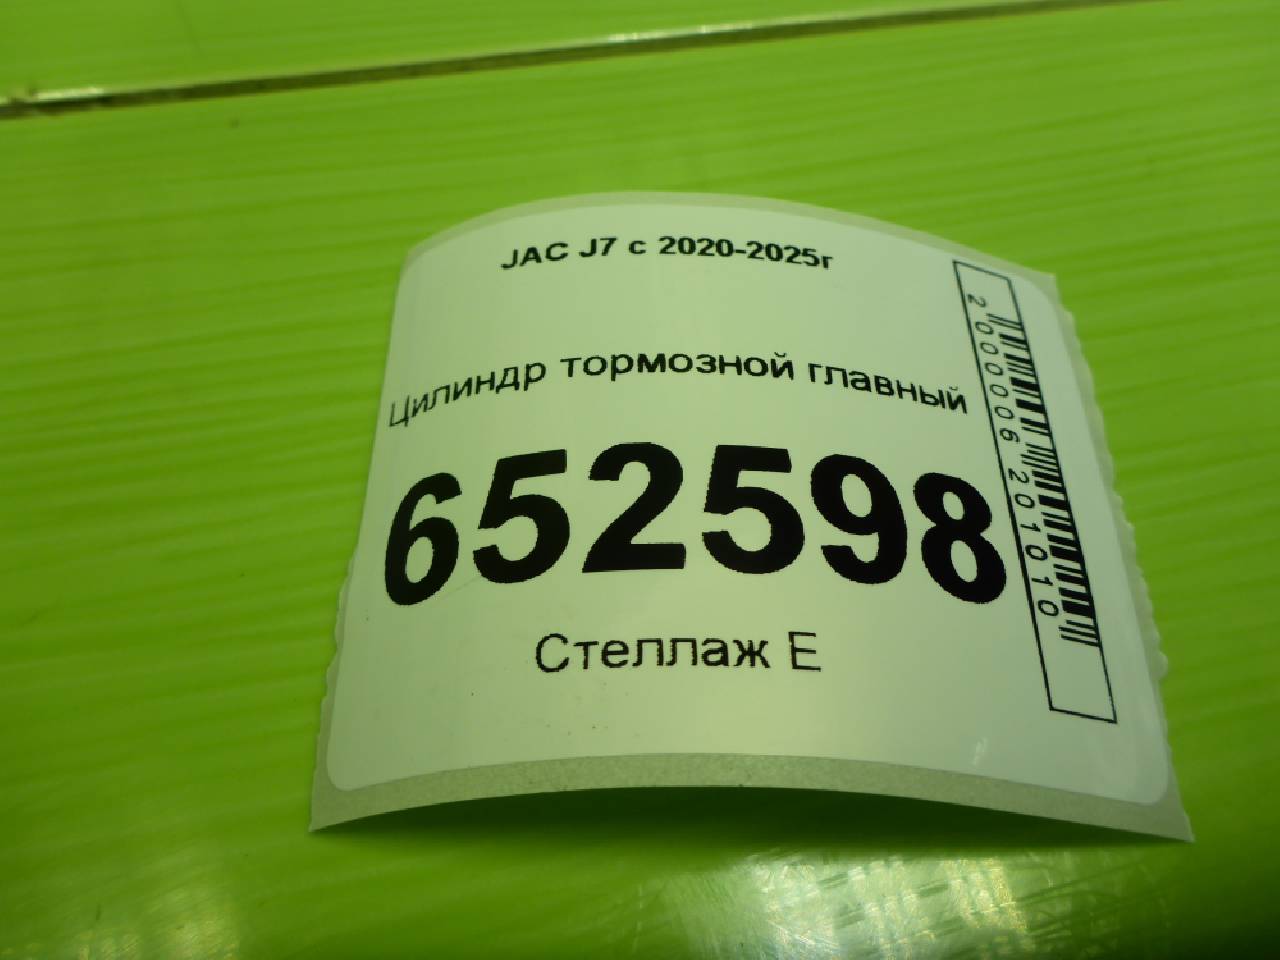 JAC J7 с 2020-2025г
Цилиндр тормозной главный
652598
Стеллаж Е
2000006201010